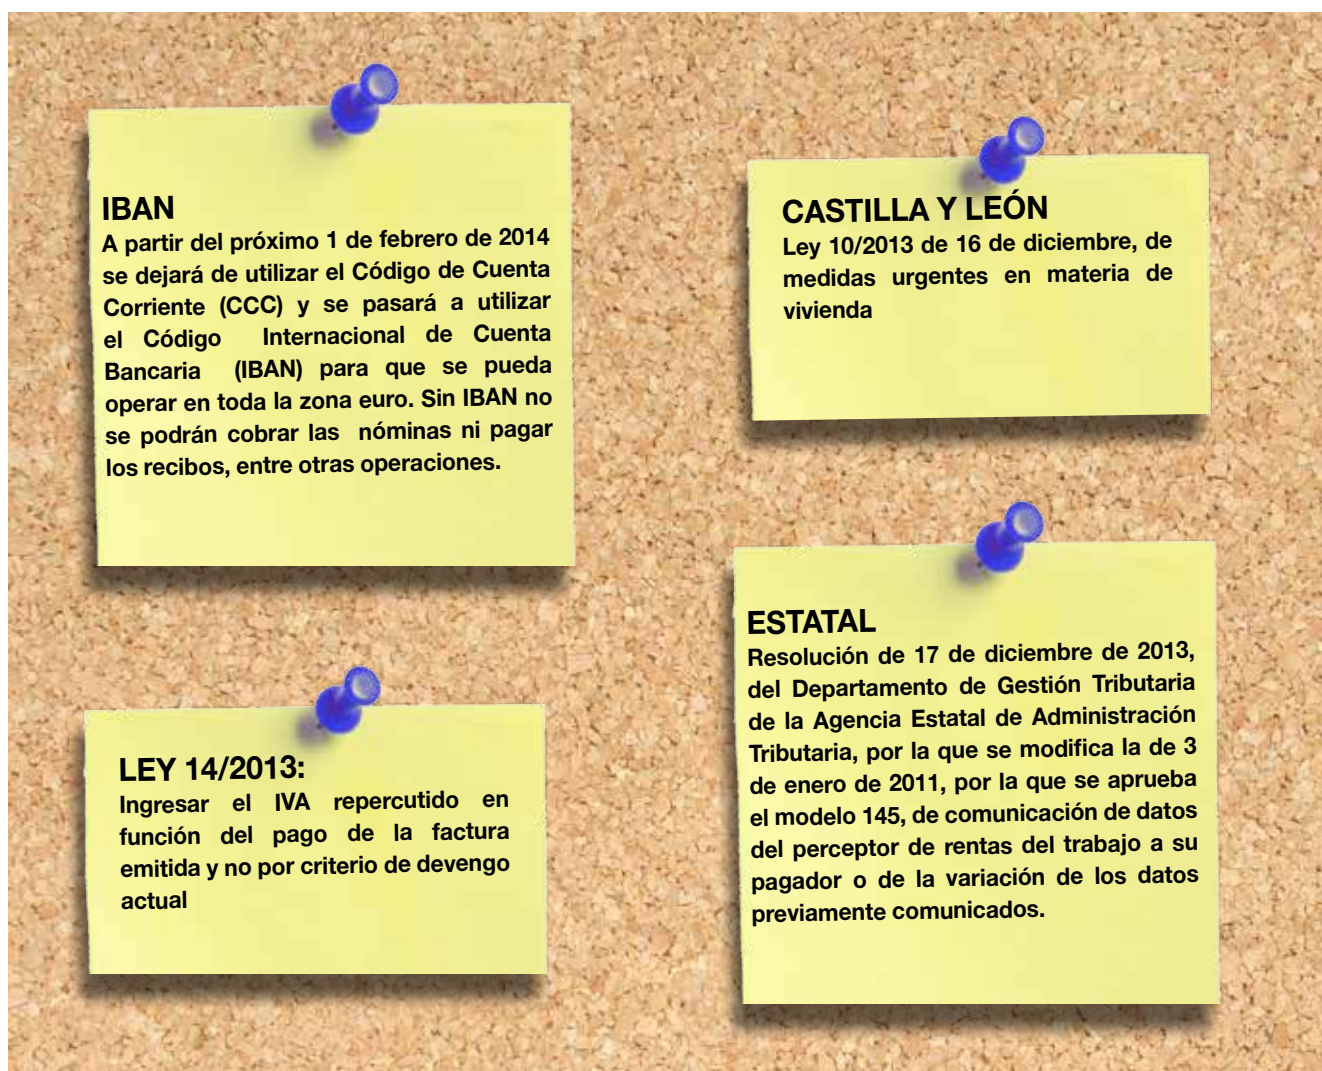 IBAN
A partir del próximo 1 de febrero de 2014
se dejará de utilizar el Código de Cuenta
Corriente (CCC) y se pasará a utilizar
el Código Internacional de Cuenta
Bancaria (IBAN) para que se pueda
operar en toda la zona euro. Sin IBAN no
se podrán cobrar las nóminas ni pagar
los recibos, entre otras operaciones.
CASTILLA Y LEÓN
Ley 10/2013 de 16 de diciembre, de
medidas urgentes en materia de
vivienda
LEY 14/2013:
Ingresar el IVA repercutido en
función del pago de la factura
emitida y no por criterio de devengo
actual
ESTATAL
Resolución de 17 de diciembre de 2013,
del Departamento de Gestión Tributaria
de la Agencia Estatal de Administración
Tributaria, por la que se modifica la de 3
de enero de 2011, por la que se aprueba
el modelo 145, de comunicación de datos
del perceptor de rentas del trabajo a su
pagador o de la variación de los datos
previamente comunicados.